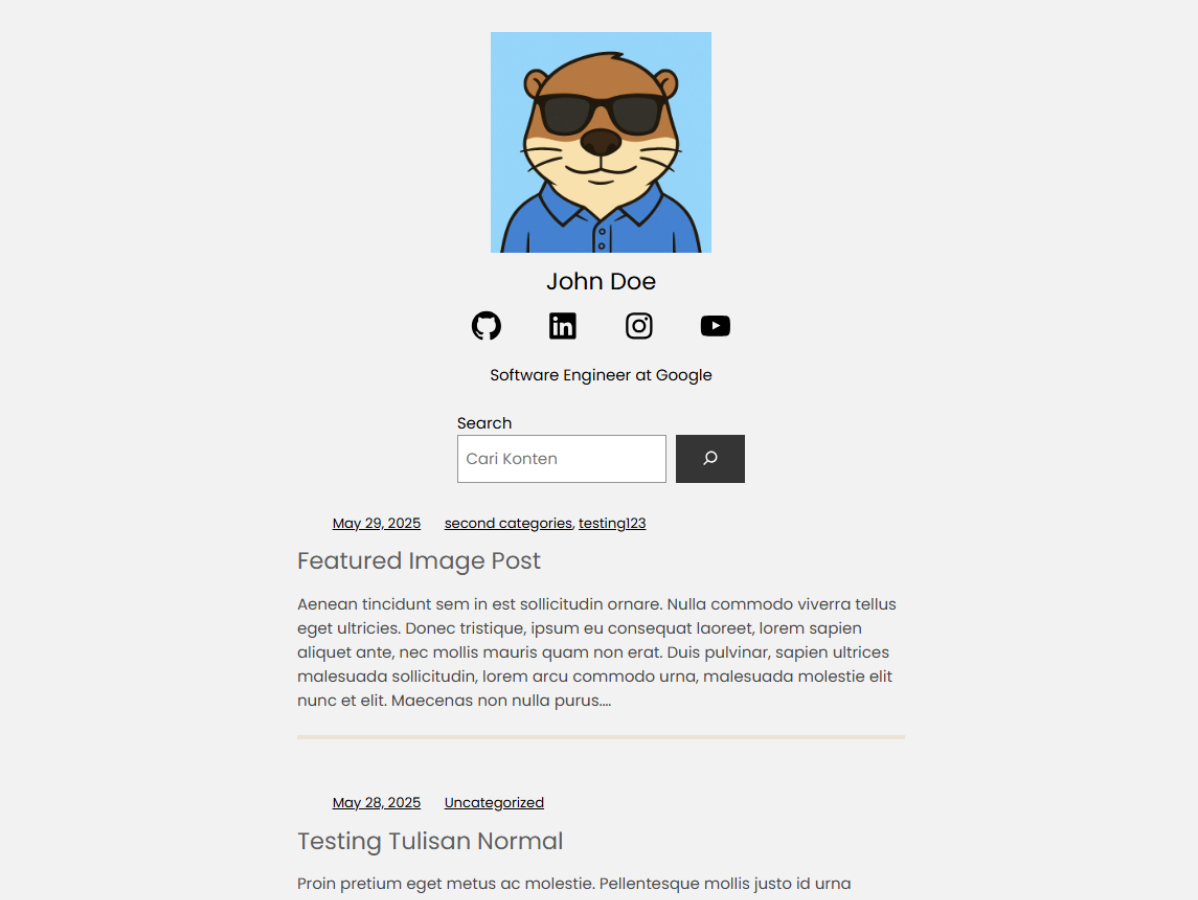 John Doe
Software Engineer at Google
Search
Cari Konten
May 29, 2025 second categories, testing123
Featured Image Post
Aenean tincidunt sem in est sollicitudin ornare. Nulla commodo viverra tellus
eget ultricies. Donec tristique, ipsum eu consequat laoreet, lorem sapien
aliquet ante, nec mollis mauris quam non erat. Duis pulvinar, sapien ultrices
malesuada sollicitudin, lorem arcu commodo urna, malesuada molestie elit
nunc et elit. Maecenas non nulla purus.…
May 28, 2025 Uncategorized
Testing Tulisan Normal
Proin pretium eget metus ac molestie. Pellentesque mollis justo id urna